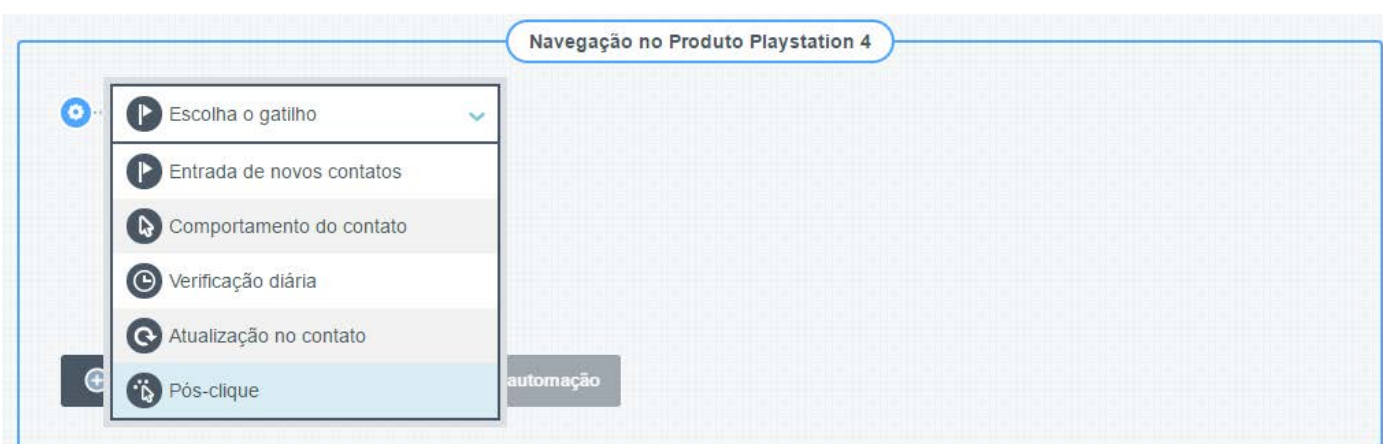 Navegação no Produto Playstation 4
Escolha o gatilho
Entrada de novos contatos
Comportamento do contato
Verificação diária
Atualização no contato
Pós-clique
automação